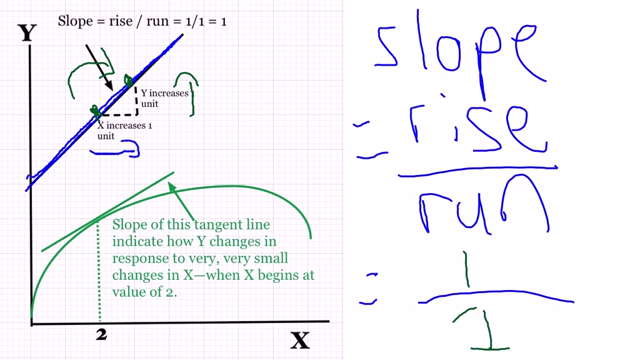 Y
Slope = rise / run = 1/1 = 1
Y increases 1
unit
X increases 1
unit
Slope of this tangent line
indicate how Y changes in
response to very, very small
changes in X—when X begins at
value of 2.
2
X
slope
= rise
run
= 1
1